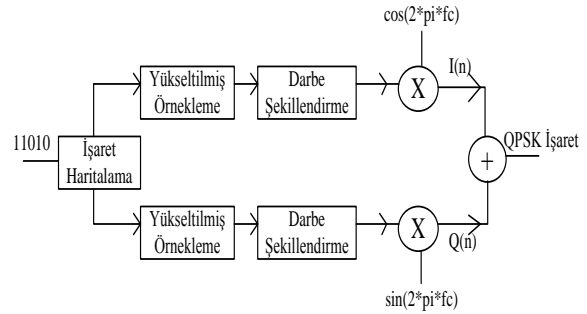 cos(2*pi*fc)
Yükseltilmiş
Örnekleme
Darbe
Şekillendirme
X
I(n)
11010
İşaret
Haritalama
+
QPSK İşaret
Yükseltilmiş
Örnekleme
Darbe
Şekillendirme
X
Q(n)
sin(2*pi*fc)